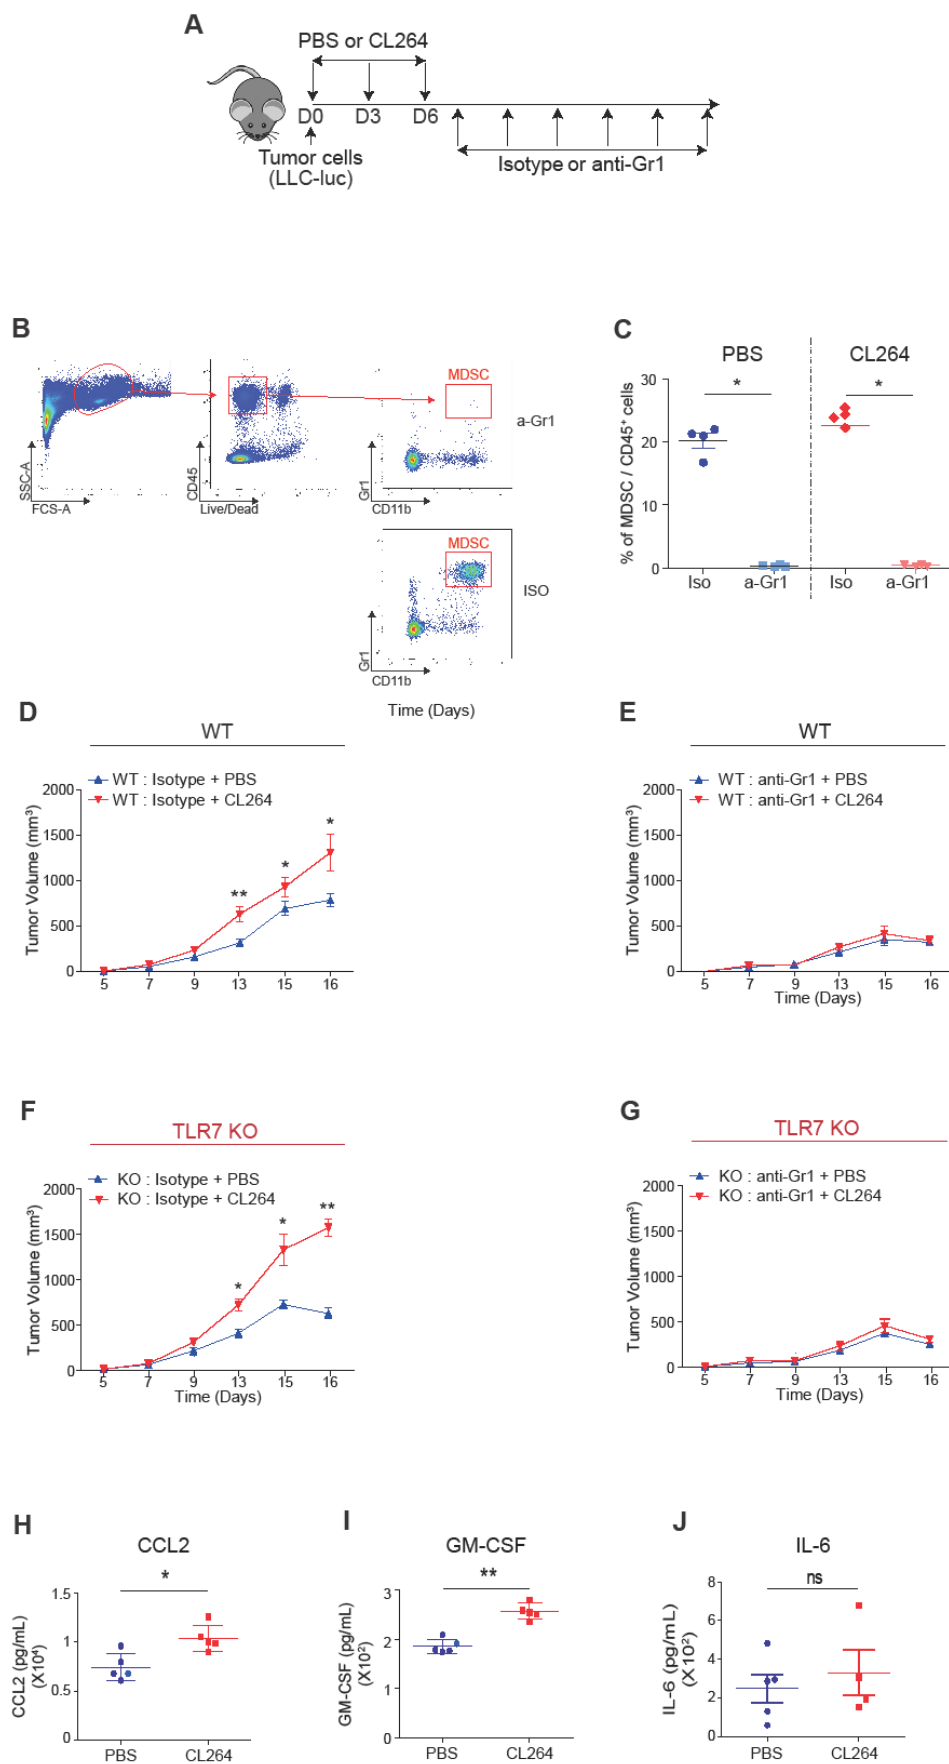 A
PBS or CL264
D0 D3 D6
Tumor cells
(LLC-luc)
Isotype or anti-Gr1
B
SSC-A
FCS-A
CD45
Live/Dead
MDSC
a-Gr1
Gr1
CD11b
MDSC
ISO
Gr1
CD11b
C
PBS CL264
* *
% of MDSC / CD45⁺ cells
30
20
10
0
Iso a-Gr1 Iso a-Gr1
Time (Days)
D
WT
WT : Isotype + PBS
WT : Isotype + CL264
Tumor Volume (mm³)
2000
1500
1000
500
0
** * *
5 7 9 13 15 16
E
WT
WT : anti-Gr1 + PBS
WT : anti-Gr1 + CL264
Tumor Volume (mm³)
2000
1500
1000
500
0
5 7 9 13 15 16
Time (Days)
F
TLR7 KO
KO : Isotype + PBS
KO : Isotype + CL264
Tumor Volume (mm³)
2000
1500
1000
500
0
* * **
5 7 9 13 15 16
Time (Days)
G
TLR7 KO
KO : anti-Gr1 + PBS
KO : anti-Gr1 + CL264
Tumor Volume (mm³)
2000
1500
1000
500
0
5 7 9 13 15 16
Time (Days)
H
CCL2
*
CCL2 (pg/mL)
(X10⁴)
1.5
1
0.5
0
PBS CL264
I
GM-CSF
**
GM-CSF (pg/mL)
(X10²)
3
2
1
0
PBS CL264
J
IL-6
ns
IL-6 (pg/mL)
(X10²)
8
6
4
2
0
PBS CL264